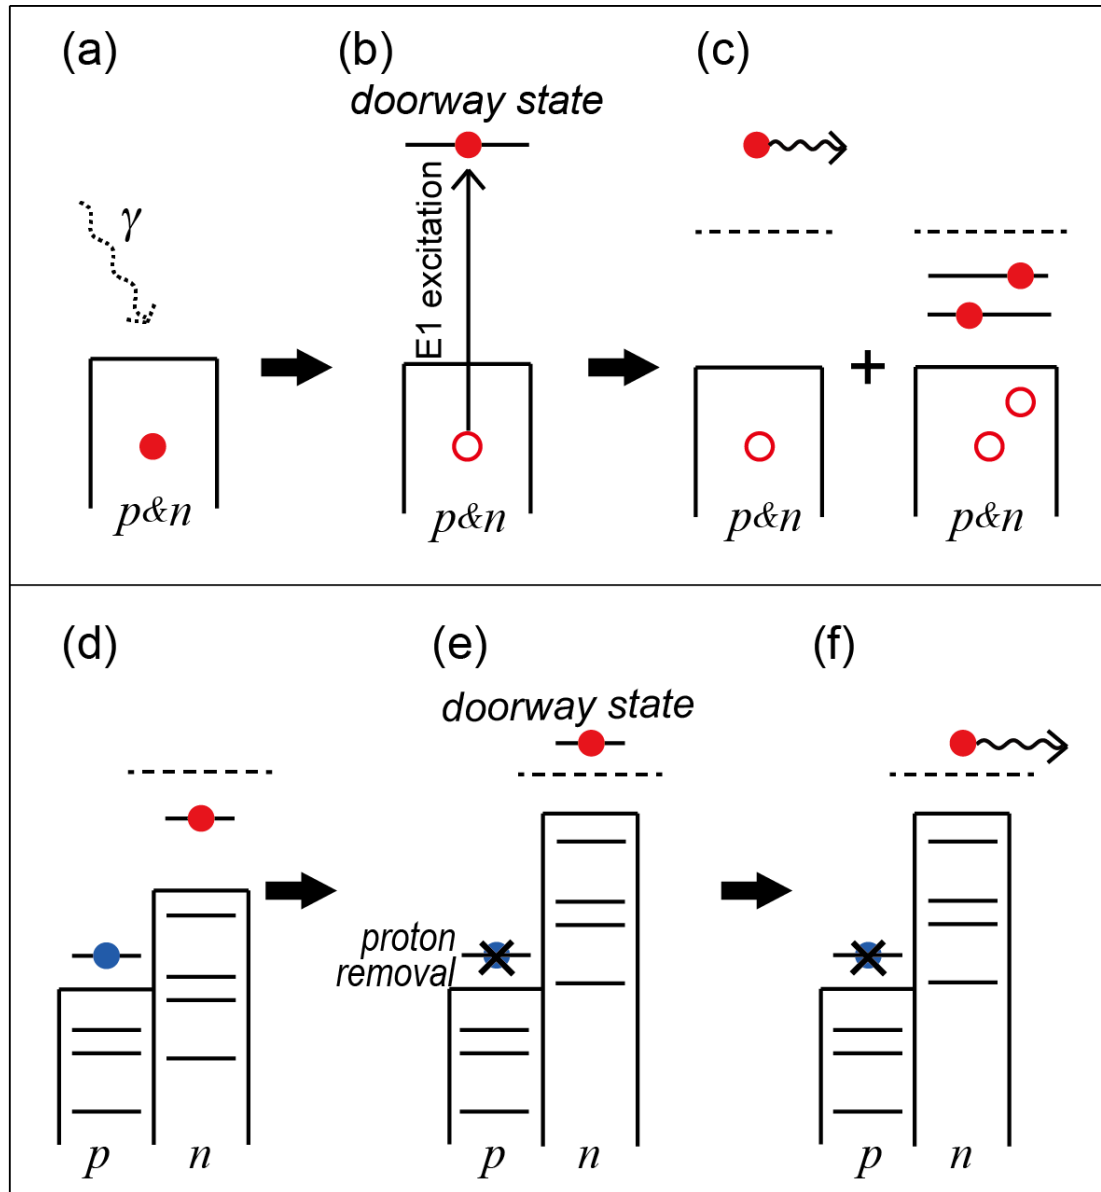 (a)
(b)
(c)
doorway state
γ
E1 excitation
+
p&n
p&n
p&n
p&n
(d)
(e)
(f)
doorway state
proton
removal
p
n
p
n
p
n